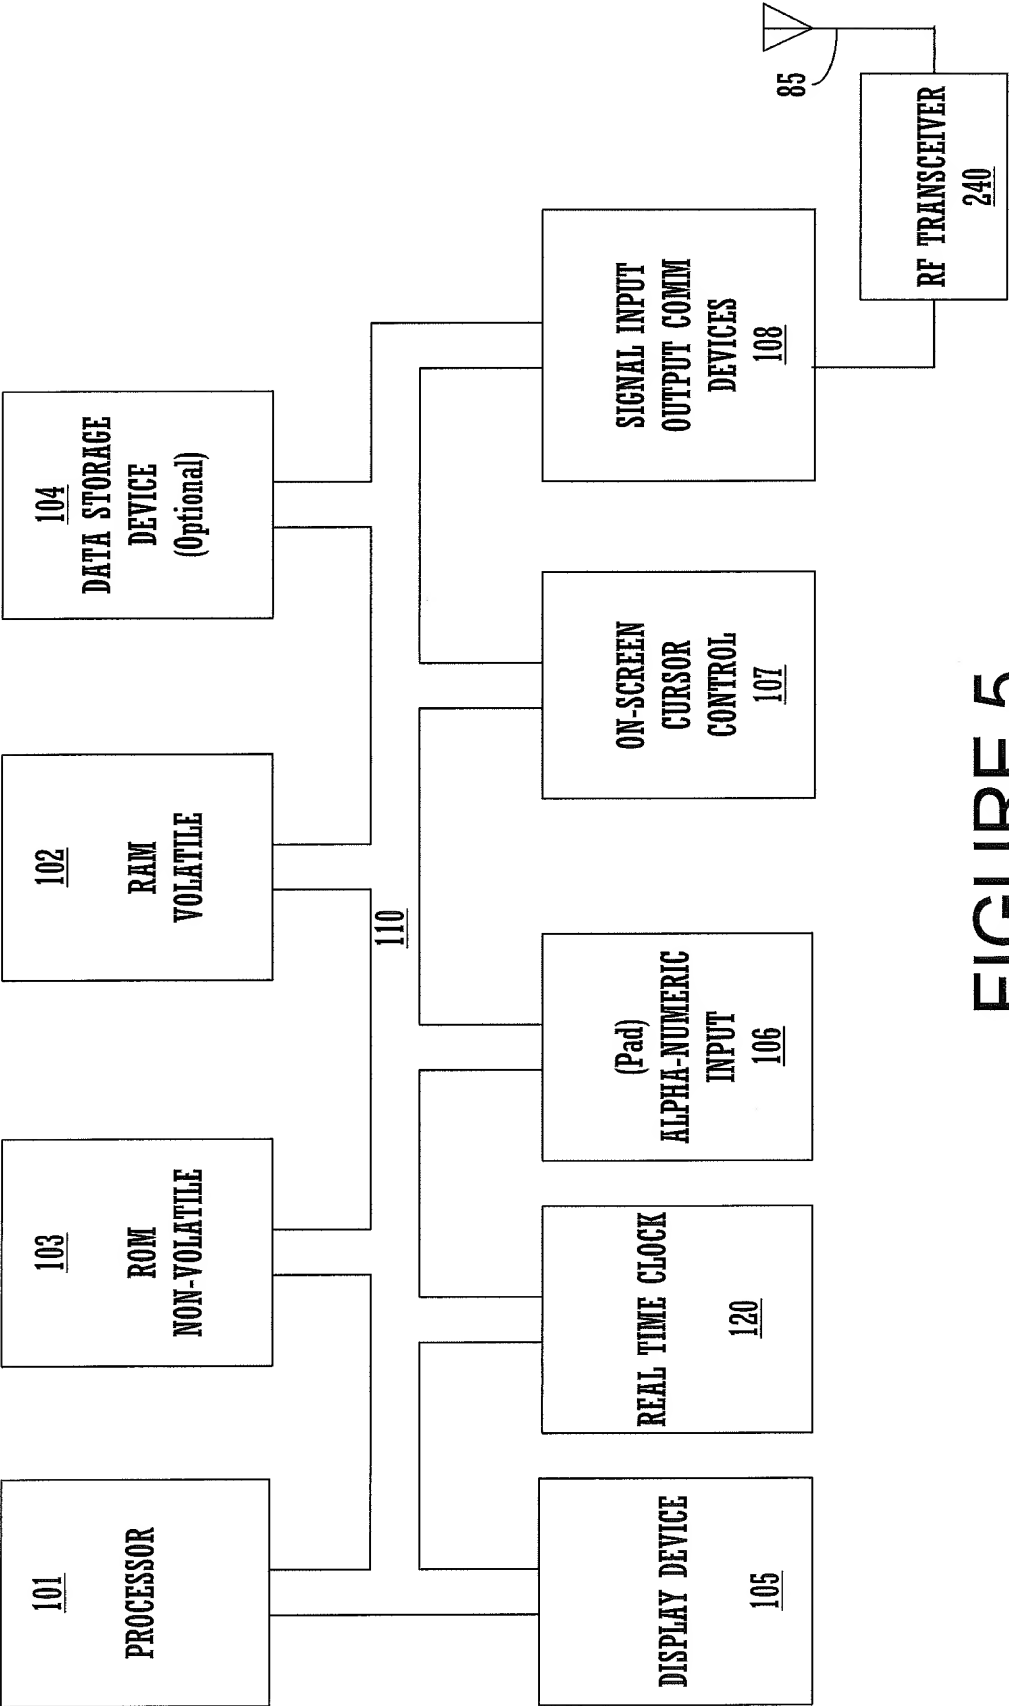 101
PROCESSOR
103
ROM
NON-VOLATILE
102
RAM
VOLATILE
104
DATA STORAGE
DEVICE
(Optional)
110
DISPLAY DEVICE
105
REAL TIME CLOCK
120
(Pad)
ALPHA-NUMERIC
INPUT
106
ON-SCREEN
CURSOR
CONTROL
107
SIGNAL INPUT
OUTPUT COMM
DEVICES
108
85
RF TRANSCEIVER
240
FIGURE 5